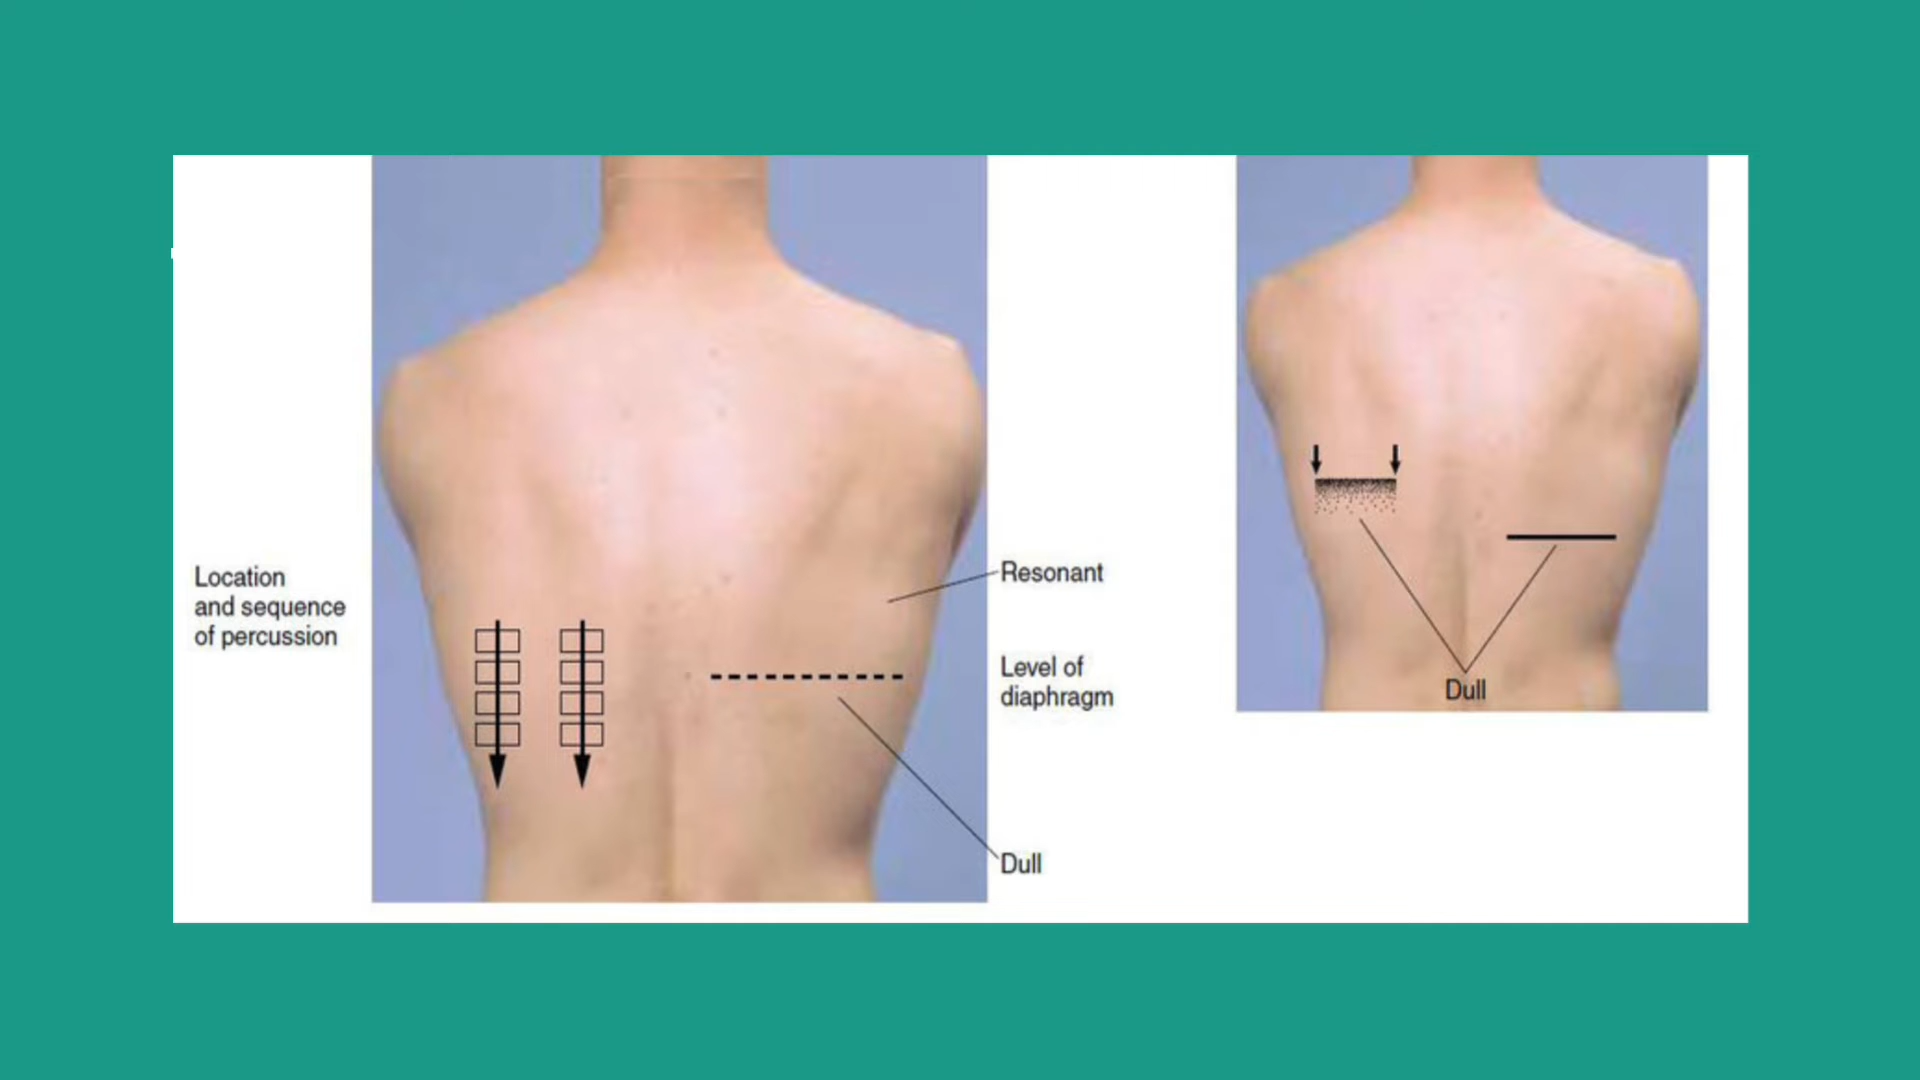 Location
and sequence
of percussion
Resonant
Level of
diaphragm
Dull
Dull